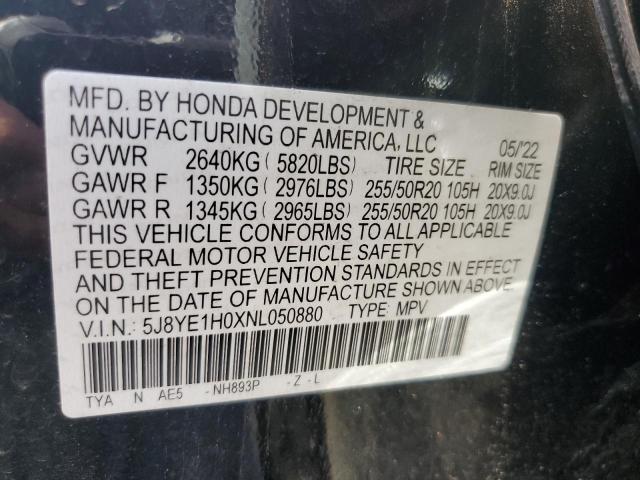 MFD. BY HONDA DEVELOPMENT &
MANUFACTURING OF AMERICA, LLC 05/'22
GVWR 2640KG ( 5820LBS) TIRE SIZE RIM SIZE
GAWR F 1350KG ( 2976LBS) 255/50R20 105H 20X9.0J
GAWR R 1345KG ( 2965LBS) 255/50R20 105H 20X9.0J
THIS VEHICLE CONFORMS TO ALL APPLICABLE
FEDERAL MOTOR VEHICLE SAFETY
AND THEFT PREVENTION STANDARDS IN EFFECT
ON THE DATE OF MANUFACTURE SHOWN ABOVE.
V.I.N.: 5J8YE1H0XNL050880 TYPE: MPV
TYA N AE5 - NH893P - Z - L